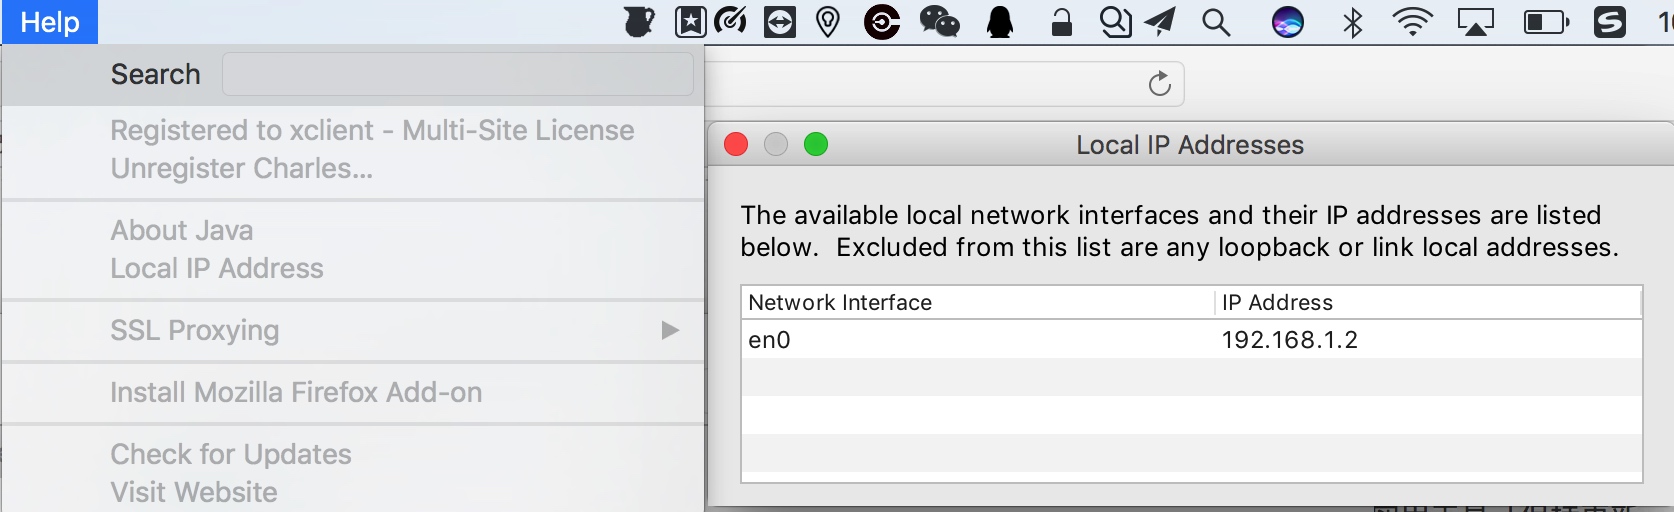 Help
Search
Registered to xclient - Multi-Site License
Unregister Charles...
About Java
Local IP Address
SSL Proxying
Install Mozilla Firefox Add-on
Check for Updates
Visit Website
Local IP Addresses
The available local network interfaces and their IP addresses are listed
below. Excluded from this list are any loopback or link local addresses.
Network Interface IP Address
en0 192.168.1.2